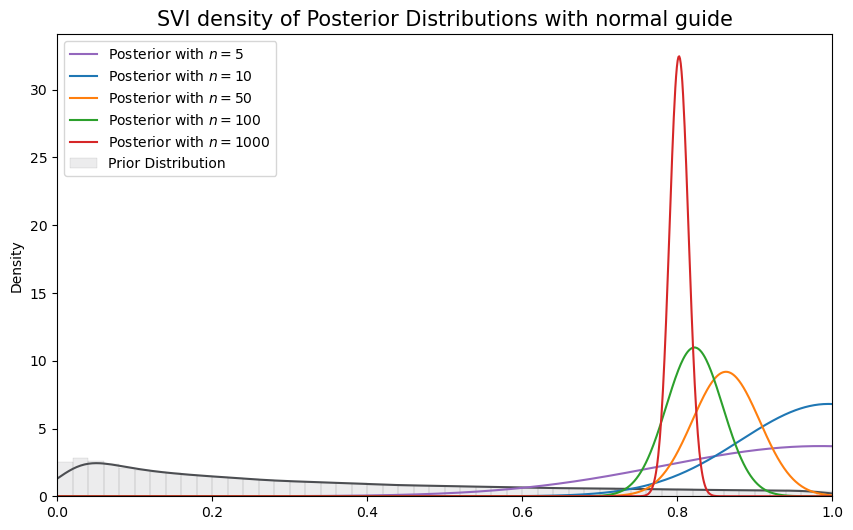 SVI density of Posterior Distributions with normal guide
Posterior with n = 5
Posterior with n = 10
Posterior with n = 50
Posterior with n = 100
Posterior with n = 1000
Prior Distribution
Density
30
25
20
15
10
5
0
0.0 0.2 0.4 0.6 0.8 1.0